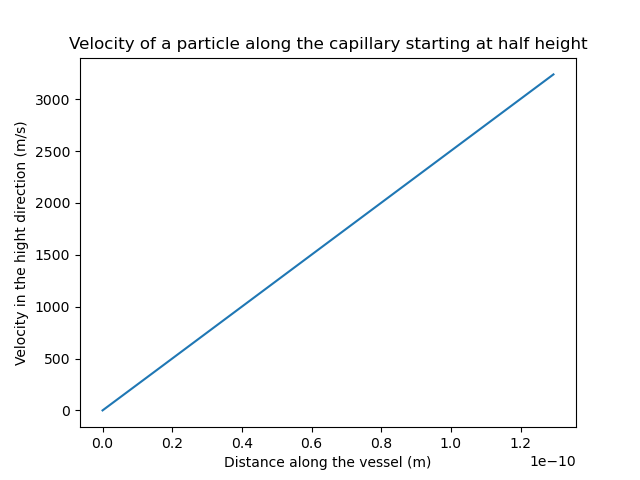 Velocity of a particle along the capillary starting at half height
Velocity in the hight direction (m/s)
3000
2500
2000
1500
1000
500
0
0.0 0.2 0.4 0.6 0.8 1.0 1.2
1e−10
Distance along the vessel (m)